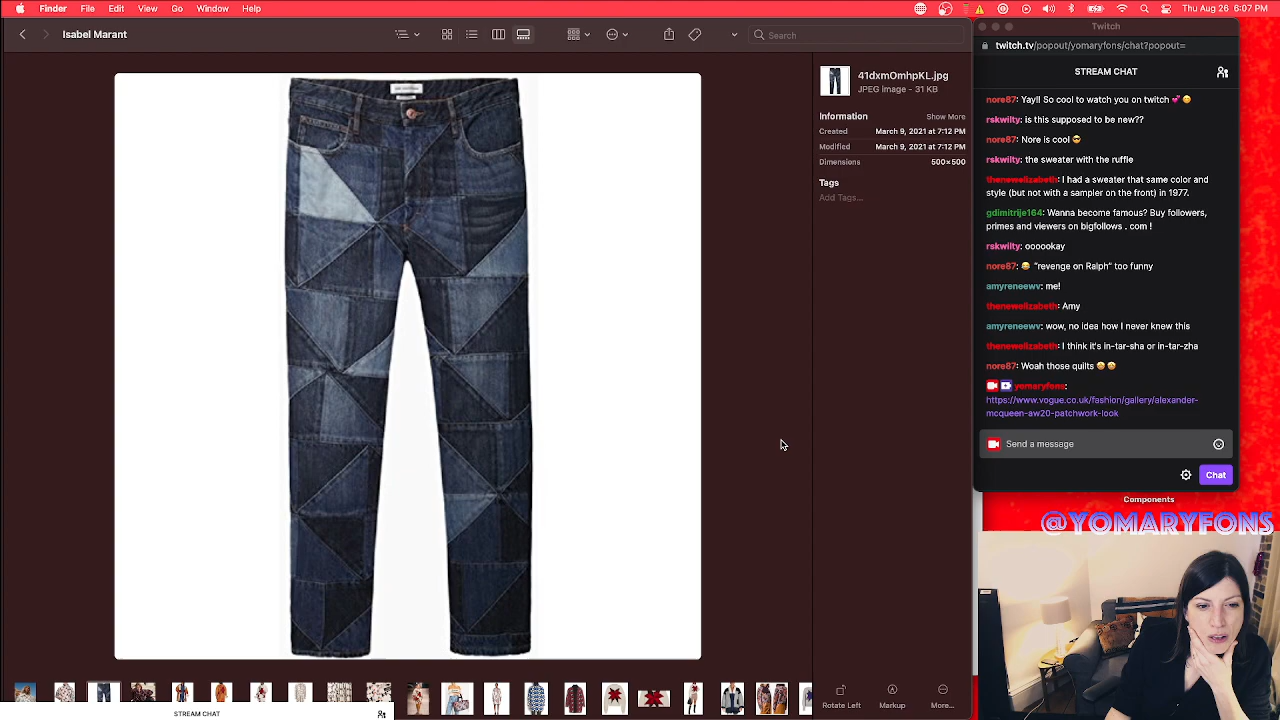 Finder File Edit View Go Window Help
Thu Aug 26 6:07 PM
Isabel Marant
Search
41dxmOmhpKL.jpg
JPEG image - 31 KB
Information Show More
Created March 9, 2021 at 7:12 PM
Modified March 9, 2021 at 7:12 PM
Dimensions 500×500
Tags
Add Tags...
Rotate Left Markup More...
STREAM CHAT
Twitch
twitch.tv/popout/yomaryfons/chat?popout=
STREAM CHAT
nore87: Yay!! So cool to watch you on twitch 💕 😊
rskwilty: is this supposed to be new??
nore87: Nore is cool 😎
rskwilty: the sweater with the ruffle
thenewelizabeth: I had a sweater that same color and
style (but not with a sampler on the front) in 1977.
gdimitrije164: Wanna become famous? Buy followers,
primes and viewers on bigfollows . com !
rskwilty: ooookay
nore87: 😂 “revenge on Ralph” too funny
amyreneewv: me!
thenewelizabeth: Amy
amyreneewv: wow, no idea how I never knew this
thenewelizabeth: I think it's in-tar-sha or in-tar-zha
nore87: Woah those quilts 🤩 🤩
yomaryfons:
https://www.vogue.co.uk/fashion/gallery/alexander-
mcqueen-aw20-patchwork-look
Send a message
Chat
Components
@YOMARYFONS